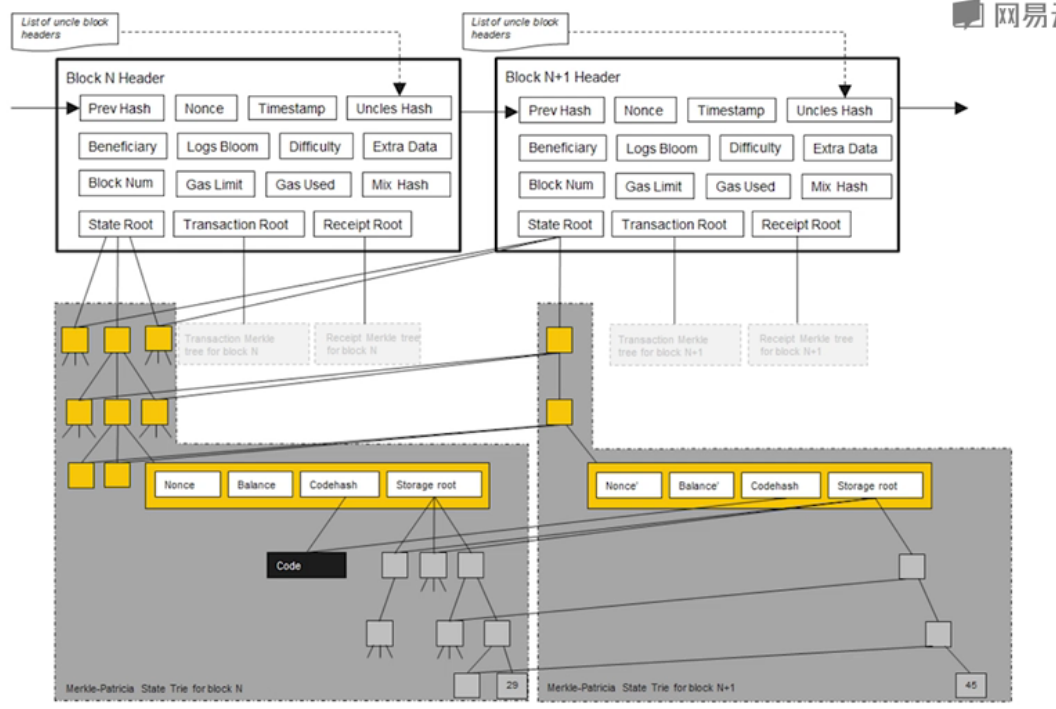 网易云
List of uncle block
headers
List of uncle block
headers
Block N Header
Prev Hash
Nonce
Timestamp
Uncles Hash
Beneficiary
Logs Bloom
Difficulty
Extra Data
Block Num
Gas Limit
Gas Used
Mix Hash
State Root
Transaction Root
Receipt Root
Block N+1 Header
Prev Hash
Nonce
Timestamp
Uncles Hash
Beneficiary
Logs Bloom
Difficulty
Extra Data
Block Num
Gas Limit
Gas Used
Mix Hash
State Root
Transaction Root
Receipt Root
Transaction Merkle
tree for block N
Receipt Merkle tree
for block N
Transaction Merkle
tree for block N+1
Receipt Merkle tree
for block N+1
Nonce
Balance
Codehash
Storage root
Nonce'
Balance'
Codehash
Storage root
Code
29
45
Merkle-Patricia State Trie for block N
Merkle-Patricia State Trie for block N+1